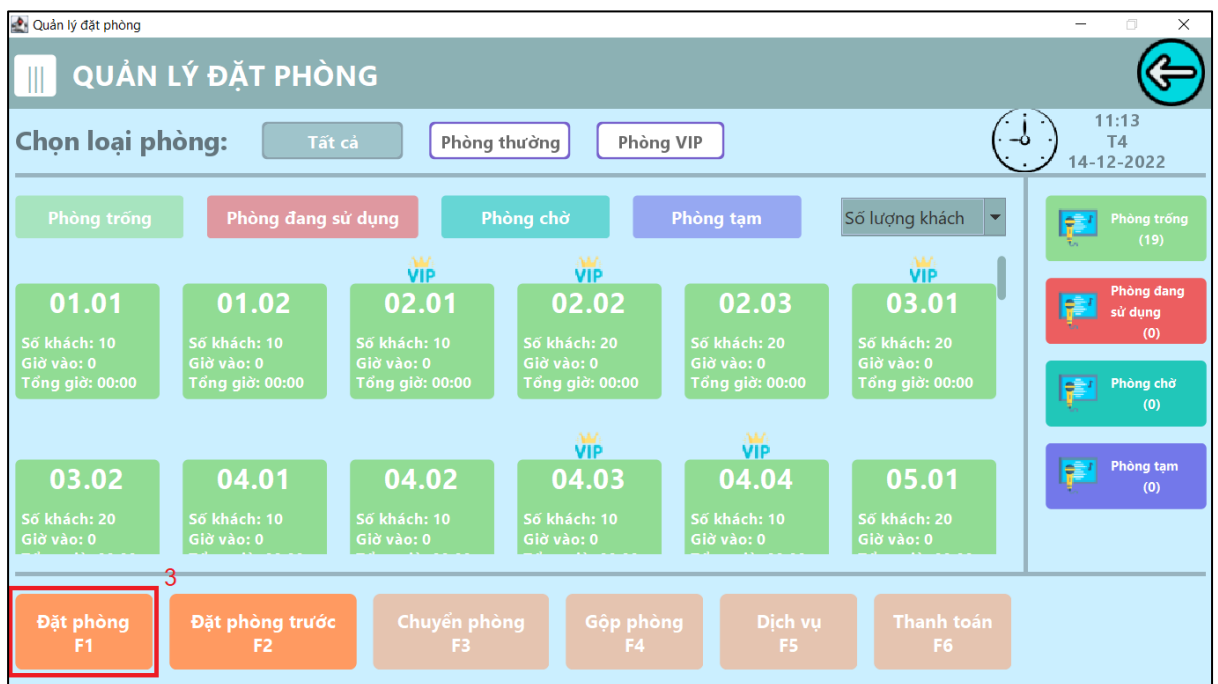 Quản lý đặt phòng
QUẢN LÝ ĐẶT PHÒNG
Chọn loại phòng:
Tất cả
Phòng thường
Phòng VIP
11:13
T4
14-12-2022
Phòng trống
Phòng đang sử dụng
Phòng chờ
Phòng tạm
Số lượng khách
VIP
VIP
VIP
01.01
Số khách: 10
Giờ vào: 0
Tổng giờ: 00:00
01.02
Số khách: 10
Giờ vào: 0
Tổng giờ: 00:00
02.01
Số khách: 10
Giờ vào: 0
Tổng giờ: 00:00
02.02
Số khách: 20
Giờ vào: 0
Tổng giờ: 00:00
02.03
Số khách: 20
Giờ vào: 0
Tổng giờ: 00:00
03.01
Số khách: 20
Giờ vào: 0
Tổng giờ: 00:00
VIP
VIP
03.02
Số khách: 20
Giờ vào: 0
04.01
Số khách: 10
Giờ vào: 0
04.02
Số khách: 10
Giờ vào: 0
04.03
Số khách: 10
Giờ vào: 0
04.04
Số khách: 10
Giờ vào: 0
05.01
Số khách: 20
Giờ vào: 0
Phòng trống
(19)
Phòng đang
sử dụng
(0)
Phòng chờ
(0)
Phòng tạm
(0)
3
Đặt phòng
F1
Đặt phòng trước
F2
Chuyển phòng
F3
Gộp phòng
F4
Dịch vụ
F5
Thanh toán
F6